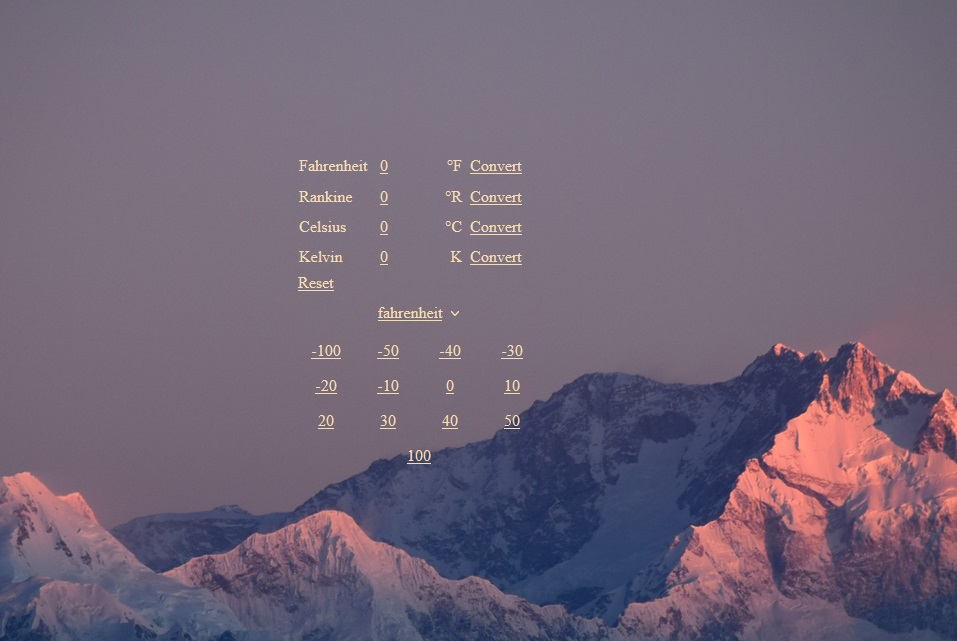 Fahrenheit 0 °F Convert
Rankine 0 °R Convert
Celsius 0 °C Convert
Kelvin 0 K Convert
Reset
fahrenheit
-100 -50 -40 -30
-20 -10 0 10
20 30 40 50
100